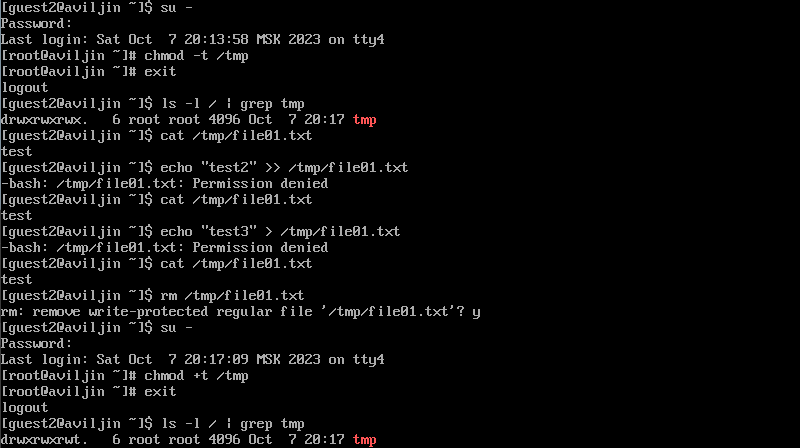 [guest2@aviljin ~]$ su -
Password:
Last login: Sat Oct  7 20:13:58 MSK 2023 on tty4
[root@aviljin ~]# chmod -t /tmp
[root@aviljin ~]# exit
logout
[guest2@aviljin ~]$ ls -l / | grep tmp
drwxrwxrwx.   6 root root 4096 Oct  7 20:17 tmp
[guest2@aviljin ~]$ cat /tmp/file01.txt
test
[guest2@aviljin ~]$ echo "test2" >> /tmp/file01.txt
-bash: /tmp/file01.txt: Permission denied
[guest2@aviljin ~]$ cat /tmp/file01.txt
test
[guest2@aviljin ~]$ echo "test3" > /tmp/file01.txt
-bash: /tmp/file01.txt: Permission denied
[guest2@aviljin ~]$ cat /tmp/file01.txt
test
[guest2@aviljin ~]$ rm /tmp/file01.txt
rm: remove write-protected regular file '/tmp/file01.txt'? y
[guest2@aviljin ~]$ su -
Password:
Last login: Sat Oct  7 20:17:09 MSK 2023 on tty4
[root@aviljin ~]# chmod +t /tmp
[root@aviljin ~]# exit
logout
[guest2@aviljin ~]$ ls -l / | grep tmp
drwxrwxrwt.   6 root root 4096 Oct  7 20:17 tmp